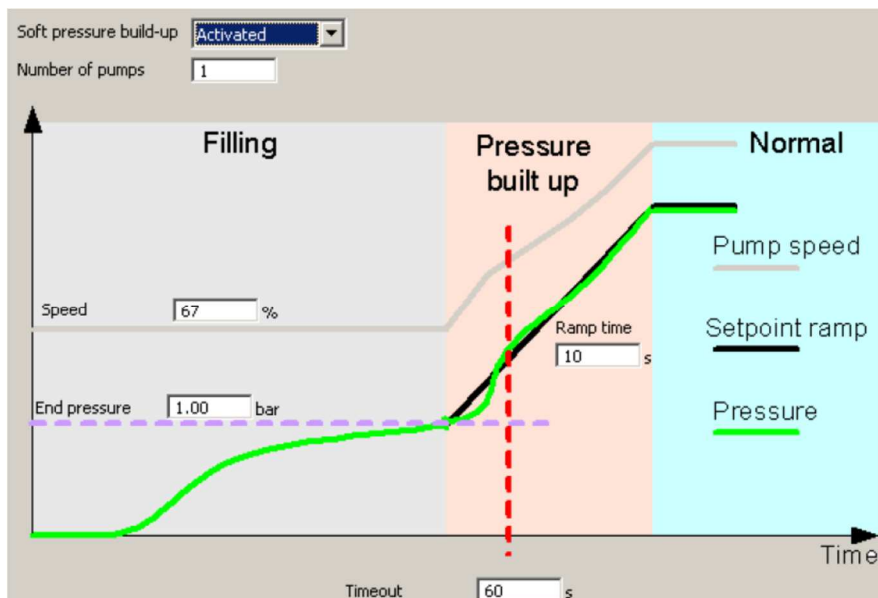 Soft pressure build-up Activated
Number of pumps 1
Filling
Pressure
built up
Normal
Pump speed
Speed 67 %
Ramp time
10 s
Setpoint ramp
End pressure 1.00 bar
Pressure
Time
Timeout 60 s